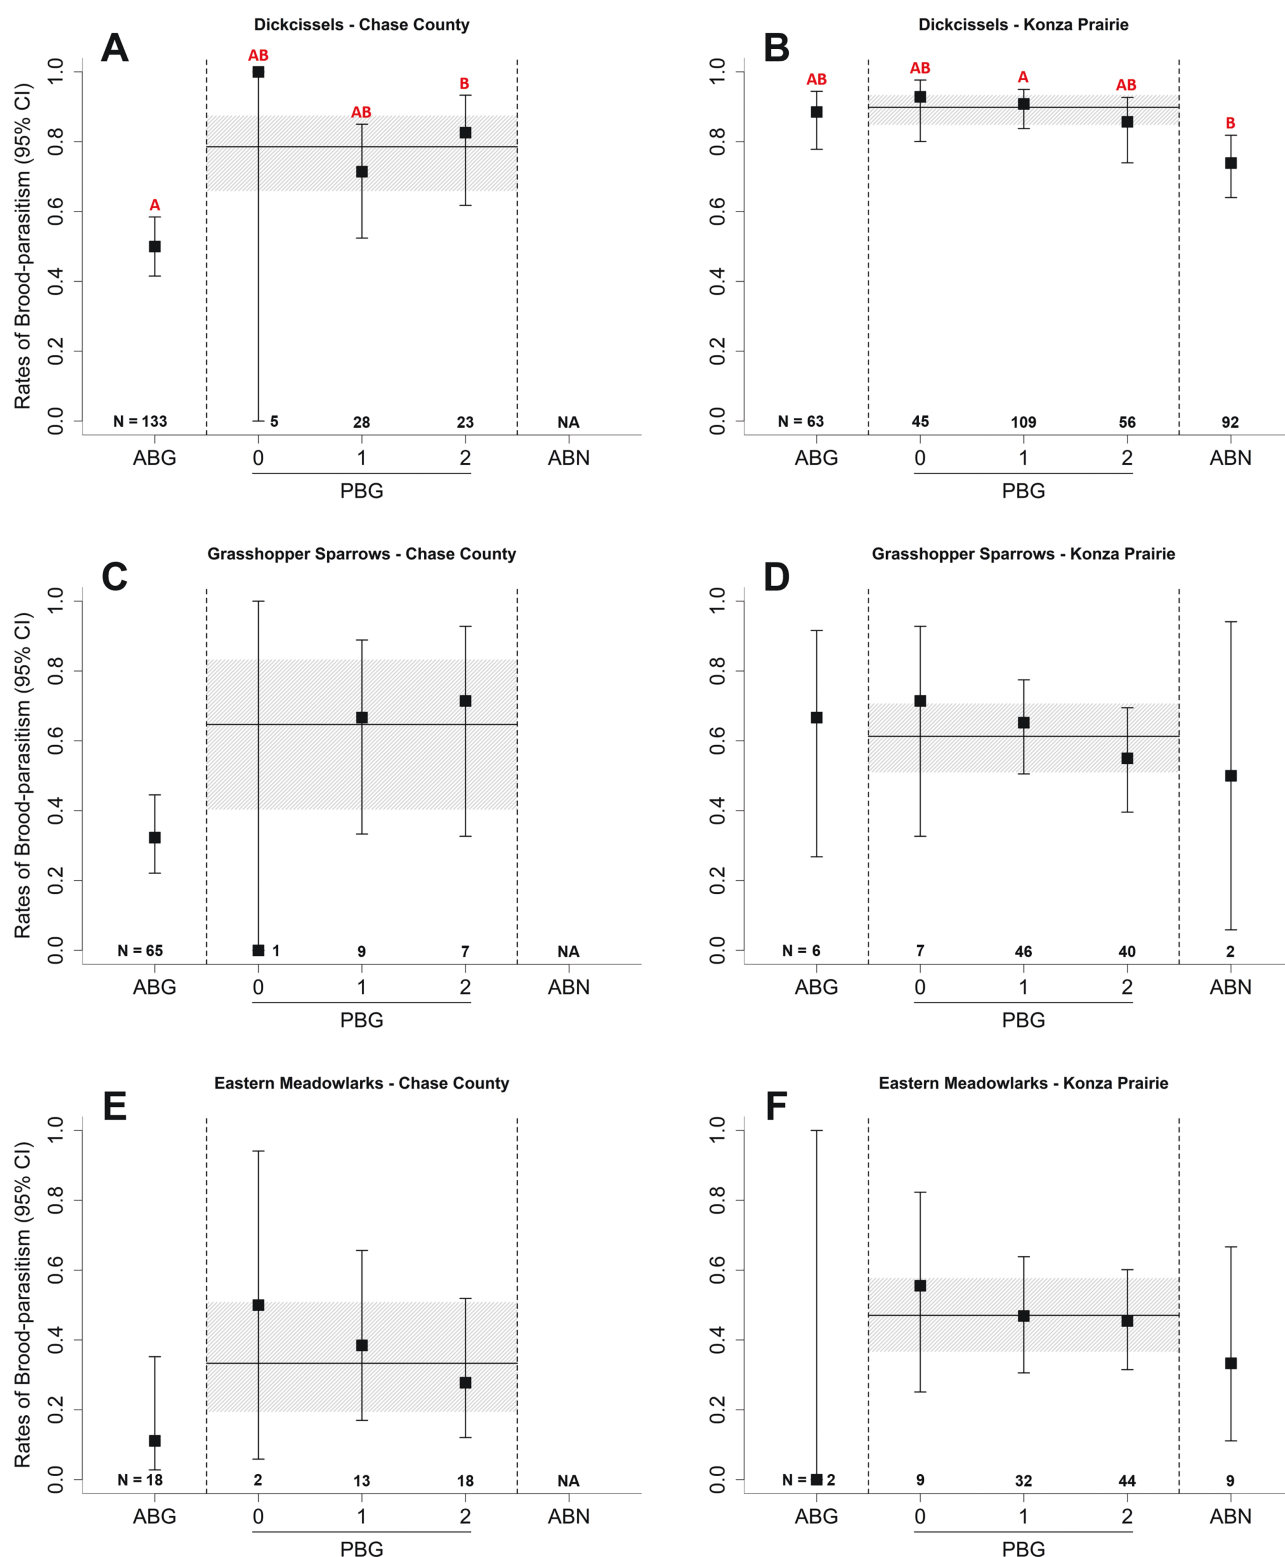 Dickcissels - Chase County
A
Rates of Brood-parasitism (95% CI)
1.0
0.8
0.6
0.4
0.2
0.0
A
AB
AB
B
N = 133
5
28
23
NA
ABG
0
1
2
ABN
PBG
Dickcissels - Konza Prairie
B
1.0
0.8
0.6
0.4
0.2
0.0
AB
AB
A
AB
B
N = 63
45
109
56
92
ABG
0
1
2
ABN
PBG
Grasshopper Sparrows - Chase County
C
Rates of Brood-parasitism (95% CI)
1.0
0.8
0.6
0.4
0.2
0.0
N = 65
1
9
7
NA
ABG
0
1
2
ABN
PBG
Grasshopper Sparrows - Konza Prairie
D
1.0
0.8
0.6
0.4
0.2
0.0
N = 6
7
46
40
2
ABG
0
1
2
ABN
PBG
Eastern Meadowlarks - Chase County
E
Rates of Brood-parasitism (95% CI)
1.0
0.8
0.6
0.4
0.2
0.0
N = 18
2
13
18
NA
ABG
0
1
2
ABN
PBG
Eastern Meadowlarks - Konza Prairie
F
1.0
0.8
0.6
0.4
0.2
0.0
N = 2
9
32
44
9
ABG
0
1
2
ABN
PBG